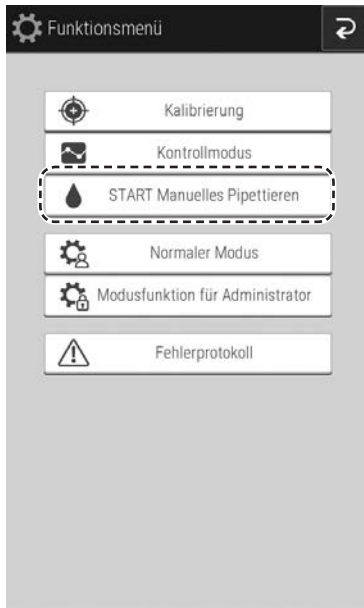 Funktionsmenü
Kalibrierung
Kontrollmodus
START Manuelles Pipettieren
Normaler Modus
Modusfunktion für Administrator
Fehlerprotokoll